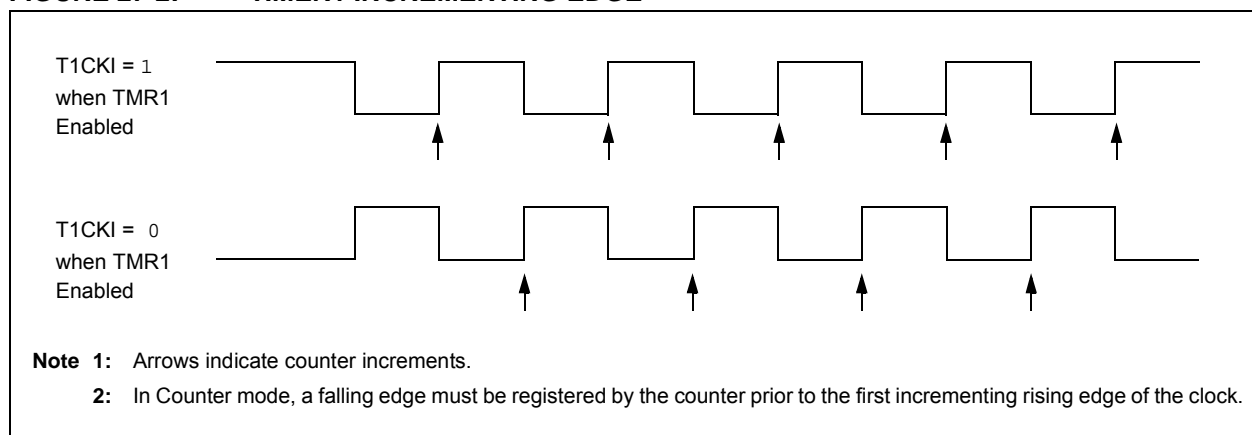 T1CKI = 1
when TMR1
Enabled
T1CKI = 0
when TMR1
Enabled
Note 1: Arrows indicate counter increments.
2: In Counter mode, a falling edge must be registered by the counter prior to the first incrementing rising edge of the clock.